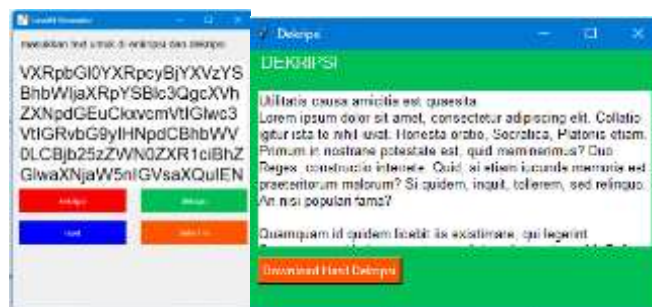 masukkan text untuk di enkripsi dan dekripsi
VXRpbGl0YXRpcyBjYXVzYS
BhbWljaXRpYSBlc3QgcXVh
ZXNpdGEuCkxvcmVtIGlwc3
VtIGRvbG9yIHNpdCBhbWV
0LCBjb25zZWN0ZXR1ciBhZ
GlwaXNjaW5nIGVsaXQuIEN
enkripsi
dekripsi
Dekripsi
DEKRIPSI
Utilitatis causa amicitia est quaesita.
Lorem ipsum dolor sit amet, consectetur adipiscing elit. Collatio
igitur ista te nihil iuvat. Honesta oratio, Socratica, Platonis etiam.
Primum in nostrane potestate est, quid meminerimus? Duo
Reges: constructio interrete. Quid, si etiam iucunda memoria est
praeteritorum malorum? Si quidem, inquit, tollerem, sed relinquo.
An nisi populari fama?
Quamquam id quidem licebit iis existimare, qui legerint.
Download Hasil Dekripsi